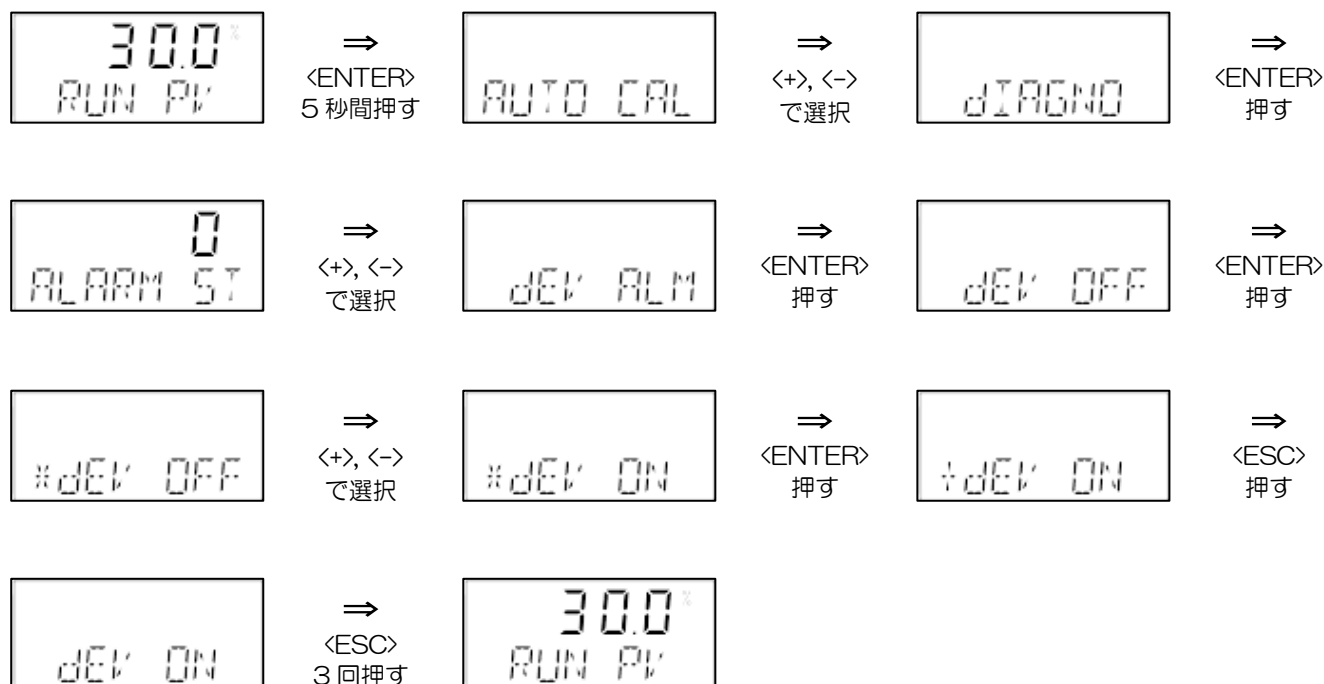 30.0%
RUN PV
⇒
<ENTER>
5 秒間押す
AUTO CAL
⇒
<+>, <->
で選択
dIAGNO
⇒
<ENTER>
押す
0
ALARM ST
⇒
<+>, <->
で選択
dEV ALM
⇒
<ENTER>
押す
dEV OFF
⇒
<ENTER>
押す
*dEV OFF
⇒
<+>, <->
で選択
*dEV ON
⇒
<ENTER>
押す
+dEV ON
⇒
<ESC>
押す
dEV ON
⇒
<ESC>
3 回押す
30.0%
RUN PV